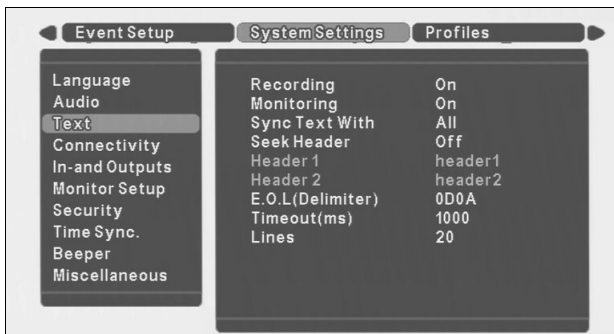 Event Setup System Settings Profiles
Language
Audio
Text
Connectivity
In-and Outputs
Monitor Setup
Security
Time Sync.
Beeper
Miscellaneous
Recording On
Monitoring On
Sync Text With All
Seek Header Off
Header 1 header1
Header 2 header2
E.O.L(Delimiter) 0D0A
Timeout(ms) 1000
Lines 20